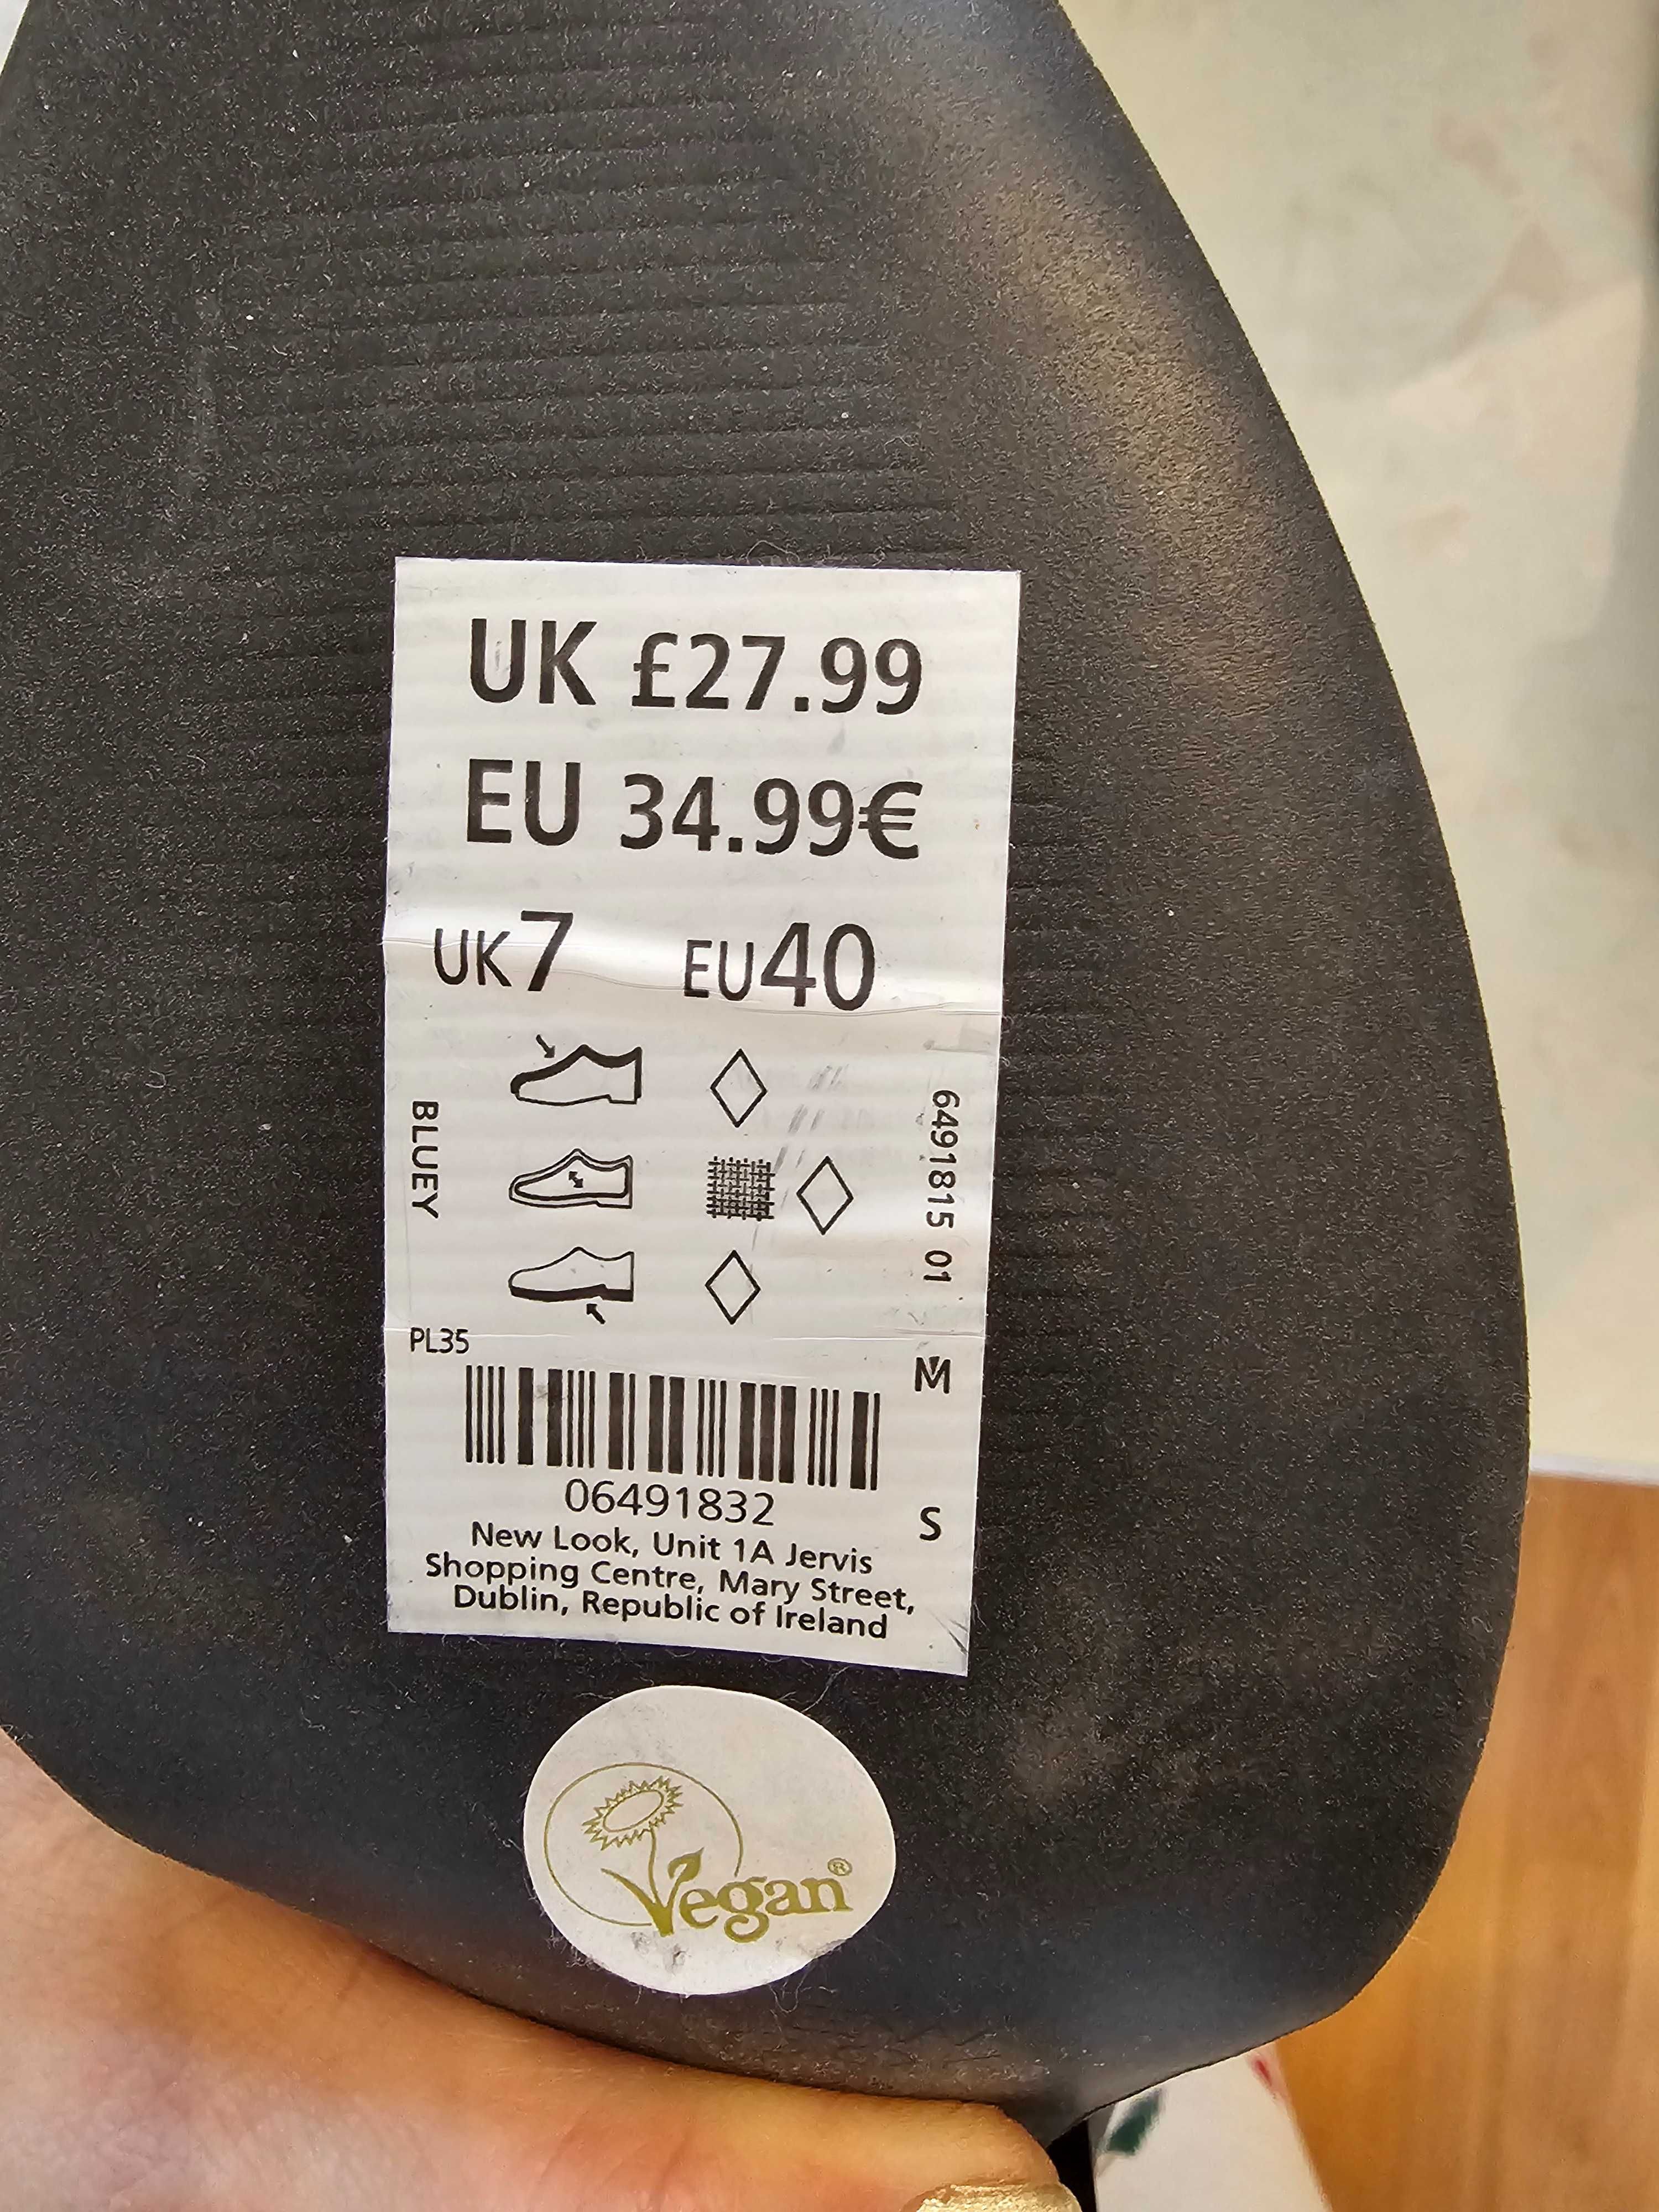 UK £27.99
EU 34.99€
UK7 EU40
BLUEY
6491815 01
PL35
M
06491832
S
New Look, Unit 1A Jervis
Shopping Centre, Mary Street,
Dublin, Republic of Ireland
Vegan®